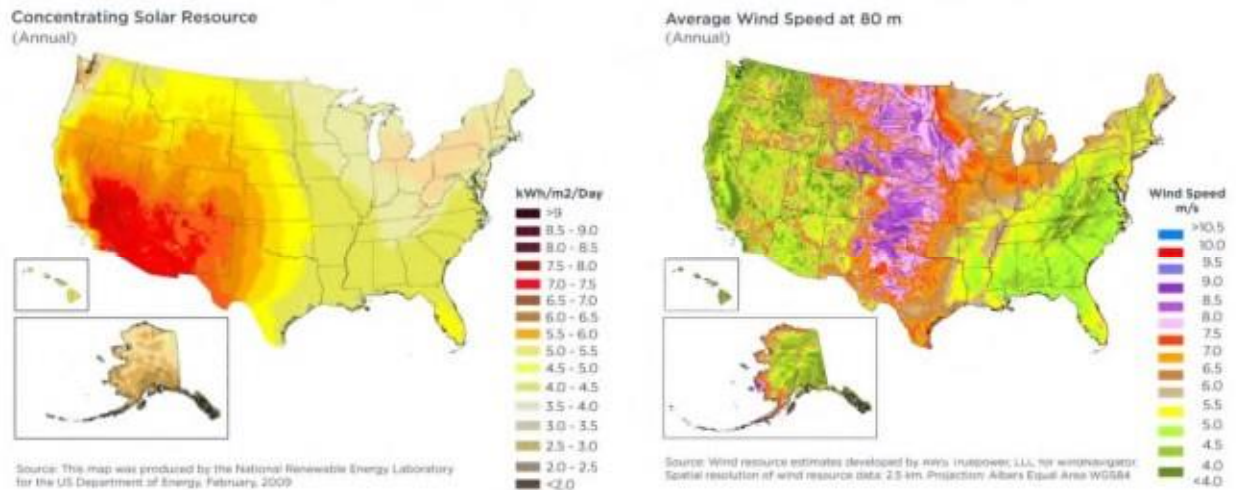 Concentrating Solar Resource
(Annual)
kWh/m2/Day
>9
8.5 - 9.0
8.0 - 8.5
7.5 - 8.0
7.0 - 7.5
6.5 - 7.0
6.0 - 6.5
5.5 - 6.0
5.0 - 5.5
4.5 - 5.0
4.0 - 4.5
3.5 - 4.0
3.0 - 3.5
2.5 - 3.0
2.0 - 2.5
<2.0
Source: This map was produced by the National Renewable Energy Laboratory
for the US Department of Energy, February, 2009
Average Wind Speed at 80 m
(Annual)
Wind Speed
m/s
>10.5
10.0
9.5
9.0
8.5
8.0
7.5
7.0
6.5
6.0
5.5
5.0
4.5
4.0
<4.0
Source: Wind resource estimates developed by AWS Truepower, LLC for windNavigator.
Spatial resolution of wind resource data: 2.5 km. Projection: Albers Equal Area WGS84